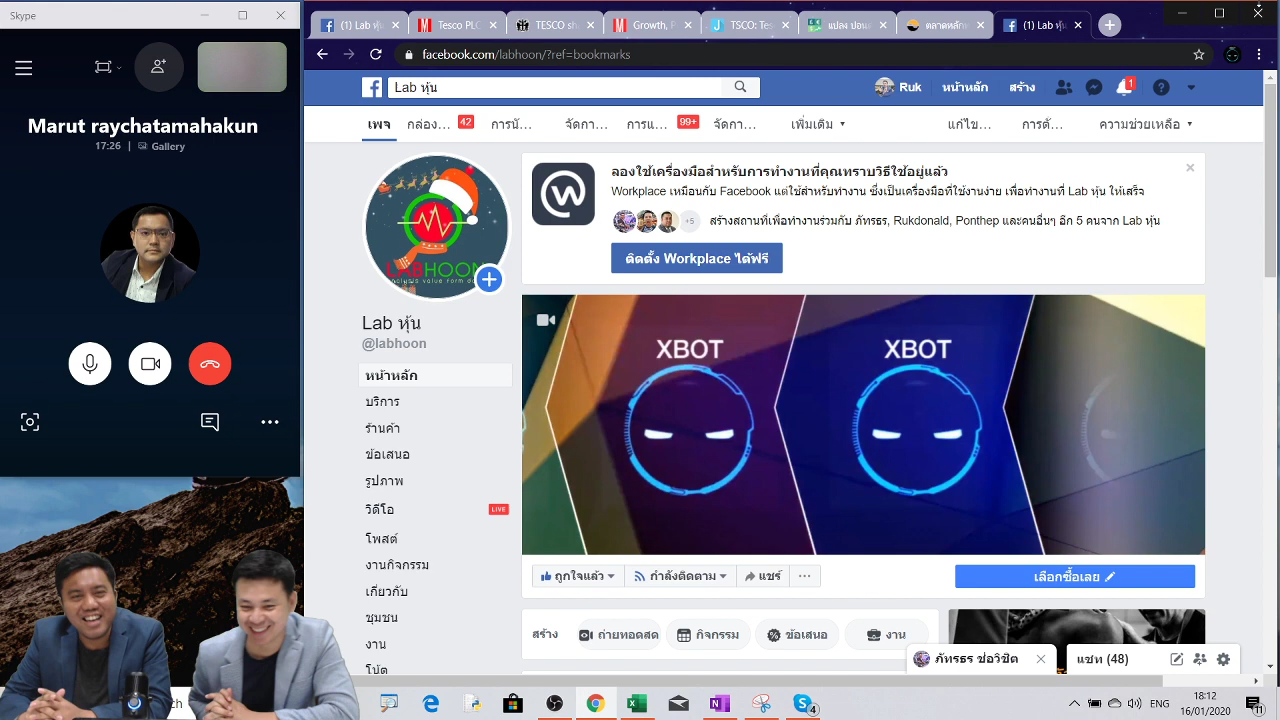 Skype
Marut raychatamahakun
17:26 | Gallery
(1) Lab หุ้น
Tesco PLC
TESCO sh
Growth, P
TSCO: Tes
แปลง ปอนด
ตลาดหลัก
(1) Lab หุ้น
facebook.com/labhoon/?ref=bookmarks
Lab หุ้น
Ruk
หน้าหลัก
สร้าง
1
เพจ
กล่อง...
42
การนั...
จัดกา...
การแ...
99+
จัดกา...
เพิ่มเติม
แก้ไข...
การตั้...
ความช่วยเหลือ
ลองใช้เครื่องมือสำหรับการทำงานที่คุณทราบวิธีใช้อยู่แล้ว
Workplace เหมือนกับ Facebook แต่ใช้สำหรับทำงาน ซึ่งเป็นเครื่องมือที่ใช้งานง่าย เพื่อทำงานที่ Lab หุ้น ให้เสร็จ
+5
สร้างสถานที่เพื่อทำงานร่วมกับ ภัทรธร, Rukdonald, Ponthep และคนอื่นๆ อีก 5 คนจาก Lab หุ้น
ติดตั้ง Workplace ได้ฟรี
LABHOON
Lab หุ้น
@labhoon
หน้าหลัก
บริการ
ร้านค้า
ข้อเสนอ
รูปภาพ
วิดีโอ
LIVE
โพสต์
งานกิจกรรม
เกี่ยวกับ
ชุมชน
งาน
โน้ต
XBOT
XBOT
ถูกใจแล้ว
กำลังติดตาม
แชร์
...
เลือกซื้อเลย
สร้าง
ถ่ายทอดสด
กิจกรรม
ข้อเสนอ
งาน
ภัทรธร ช่อวิชิต
แชท (48)
4
ENG
18:12
16/01/2020
11